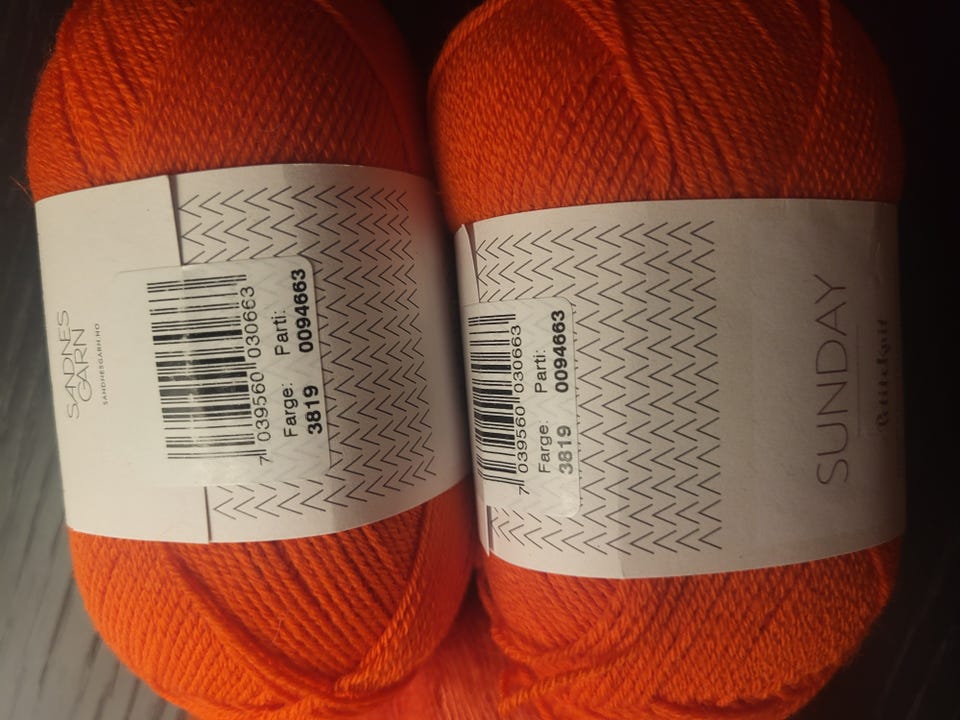 SANDNES
GARN
SANDNESGARN.NO
7 039560 030663
Farge: Parti:
3819 0094663
7 039560 030663
Farge: Parti:
3819 0094663
SUNDAY
PetiteKnit